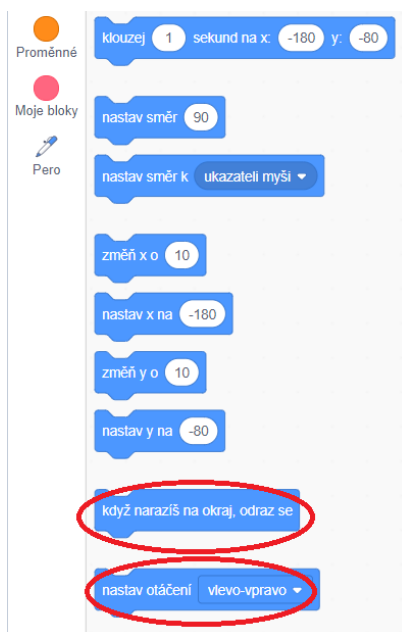 Proměnné
Moje bloky
Pero
klouzej 1 sekund na x: -180 y: -80
nastav směr 90
nastav směr k ukazateli myši
změň x o 10
nastav x na -180
změň y o 10
nastav y na -80
když narazíš na okraj, odraz se
nastav otáčení vlevo-vpravo